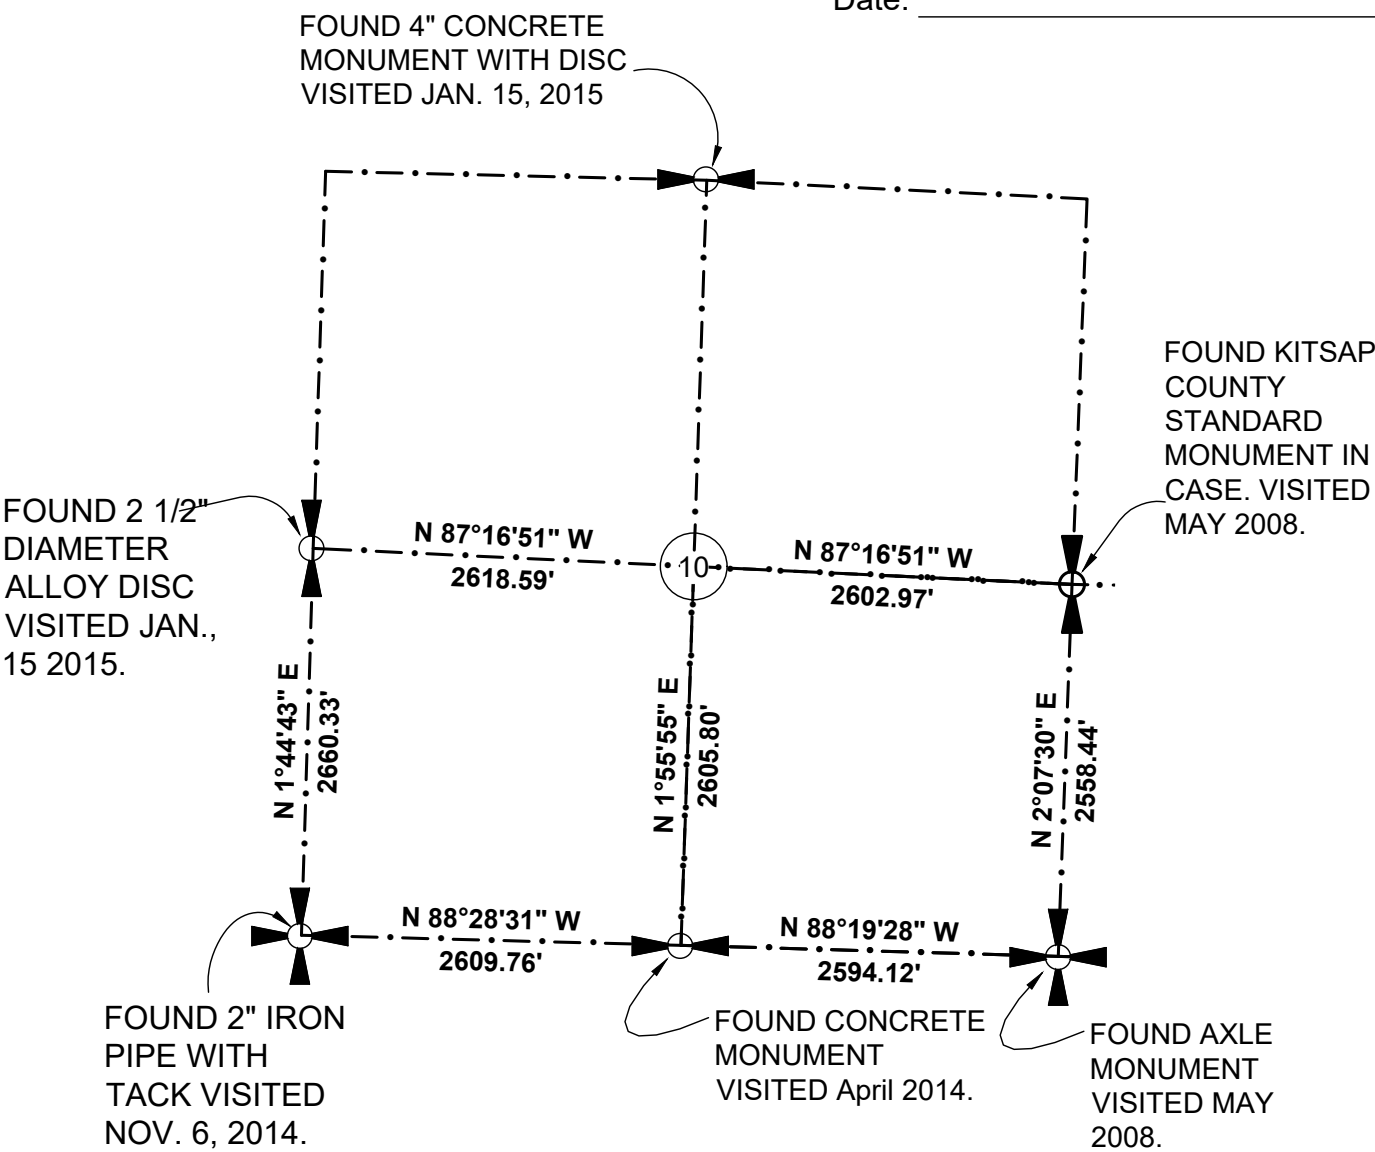 Date:
FOUND 4" CONCRETE
MONUMENT WITH DISC
VISITED JAN. 15, 2015
FOUND KITSAP
COUNTY
STANDARD
MONUMENT IN
CASE. VISITED
MAY 2008.
FOUND 2 1/2"
DIAMETER
ALLOY DISC
VISITED JAN.,
15 2015.
N 87°16'51" W
2618.59'
10
N 87°16'51" W
2602.97'
N 1°44'43" E
2660.33'
N 1°55'55" E
2605.80'
N 2°07'30" E
2558.44'
N 88°28'31" W
2609.76'
N 88°19'28" W
2594.12'
FOUND 2" IRON
PIPE WITH
TACK VISITED
NOV. 6, 2014.
FOUND CONCRETE
MONUMENT
VISITED April 2014.
FOUND AXLE
MONUMENT
VISITED MAY
2008.